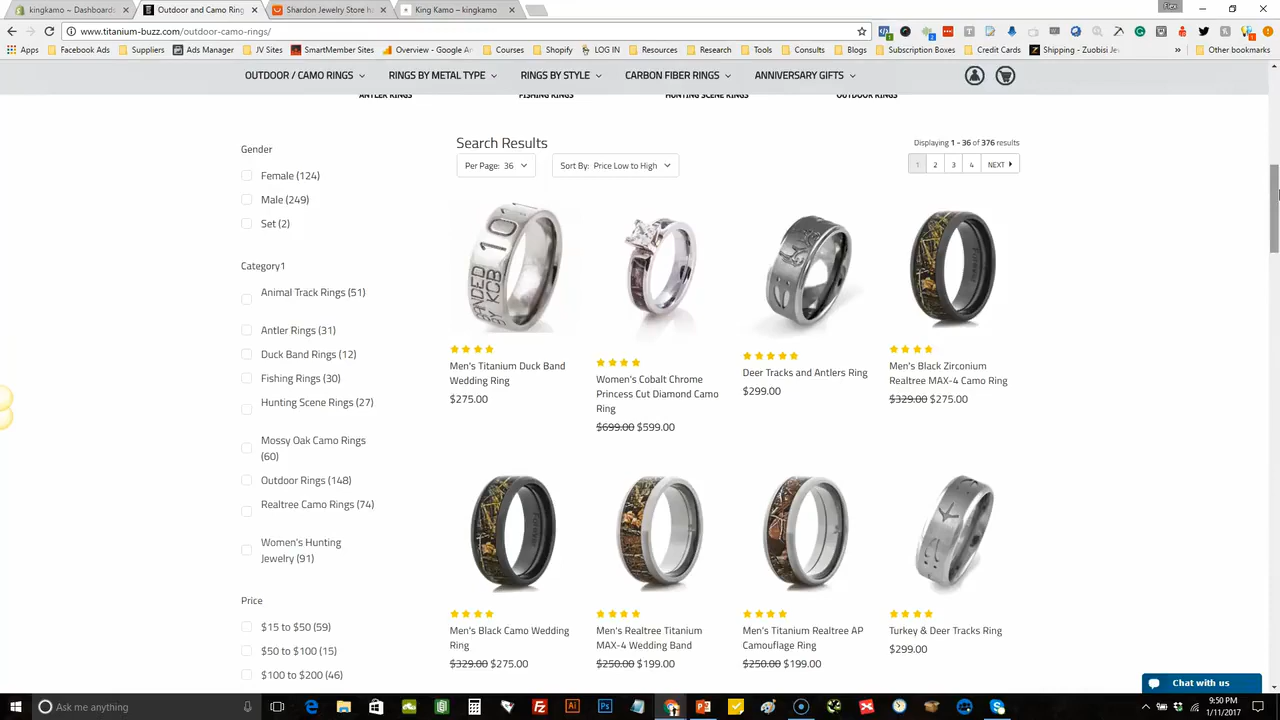 kingkamo ~ Dashboards
Outdoor and Camo Ring
Shardon Jewelry Store ho
King Kamo – kingkamo
Flex
www.titanium-buzz.com/outdoor-camo-rings/
Apps
Facebook Ads
Suppliers
Ads Manager
JV Sites
SmartMember Sites
Overview - Google An
Courses
Shopify
LOG IN
Resources
Research
Tools
Consults
Blogs
Subscription Boxes
Credit Cards
Shipping - Zuobisi Je
»
Other bookmarks
OUTDOOR / CAMO RINGS
RINGS BY METAL TYPE
RINGS BY STYLE
CARBON FIBER RINGS
ANNIVERSARY GIFTS
ANTLER RINGS
FISHING RINGS
HUNTING SCENE RINGS
OUTDOOR RINGS
Gender
Female (124)
Male (249)
Set (2)
Category1
Animal Track Rings (51)
Antler Rings (31)
Duck Band Rings (12)
Fishing Rings (30)
Hunting Scene Rings (27)
Mossy Oak Camo Rings
(60)
Outdoor Rings (148)
Realtree Camo Rings (74)
Women's Hunting
Jewelry (91)
Price
$15 to $50 (59)
$50 to $100 (15)
$100 to $200 (46)
Search Results
Displaying 1 - 36 of 376 results
Per Page: 36
Sort By: Price Low to High
1 2 3 4 NEXT
Men's Titanium Duck Band
Wedding Ring
$275.00
Women's Cobalt Chrome
Princess Cut Diamond Camo
Ring
$699.00 $599.00
Deer Tracks and Antlers Ring
$299.00
Men's Black Zirconium
Realtree MAX-4 Camo Ring
$329.00 $275.00
Men's Black Camo Wedding
Ring
$329.00 $275.00
Men's Realtree Titanium
MAX-4 Wedding Band
$250.00 $199.00
Men's Titanium Realtree AP
Camouflage Ring
$250.00 $199.00
Turkey & Deer Tracks Ring
$299.00
Chat with us
Ask me anything
9:50 PM
1/11/2017